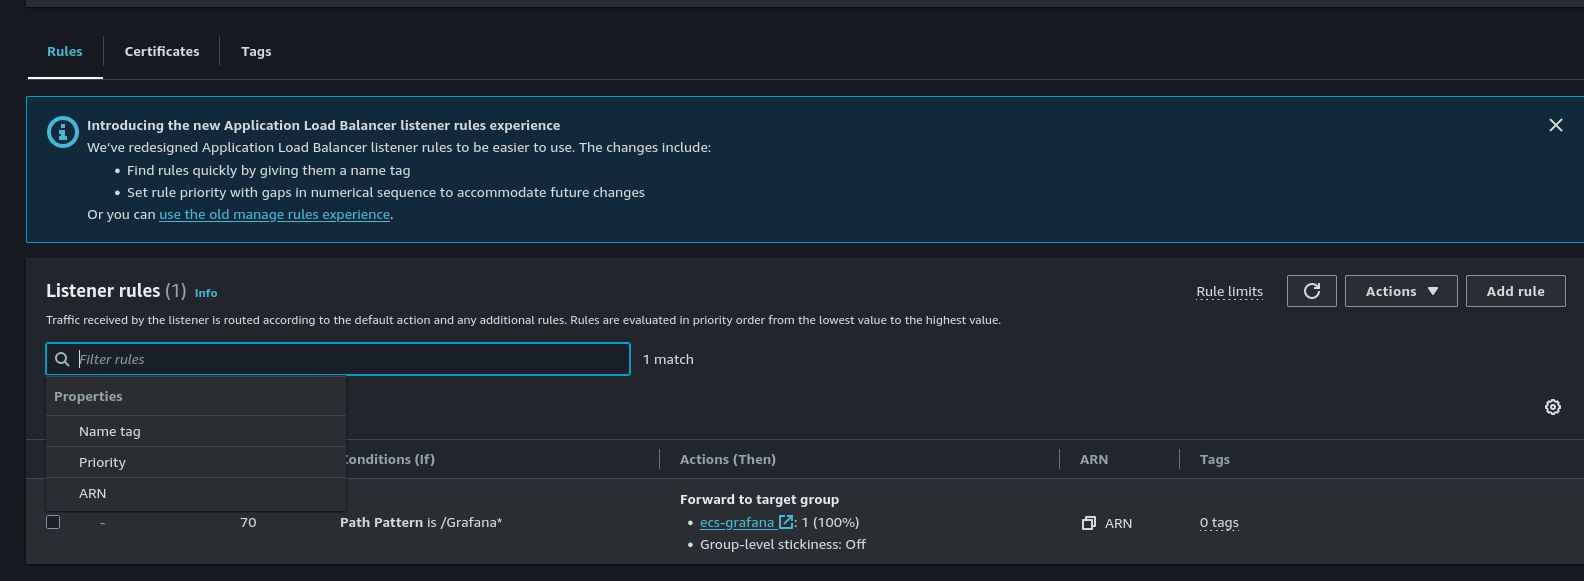 Rules
Certificates
Tags
Introducing the new Application Load Balancer listener rules experience
We've redesigned Application Load Balancer listener rules to be easier to use. The changes include:
• Find rules quickly by giving them a name tag
• Set rule priority with gaps in numerical sequence to accommodate future changes
Or you can use the old manage rules experience.
Listener rules (1) Info
Rule limits
Actions
Add rule
Traffic received by the listener is routed according to the default action and any additional rules. Rules are evaluated in priority order from the lowest value to the highest value.
Filter rules
1 match
Properties
Name tag
Priority
ARN
Conditions (If)
Actions (Then)
ARN
Tags
-
70
Path Pattern is /Grafana*
Forward to target group
• ecs-grafana : 1 (100%)
• Group-level stickiness: Off
ARN
0 tags